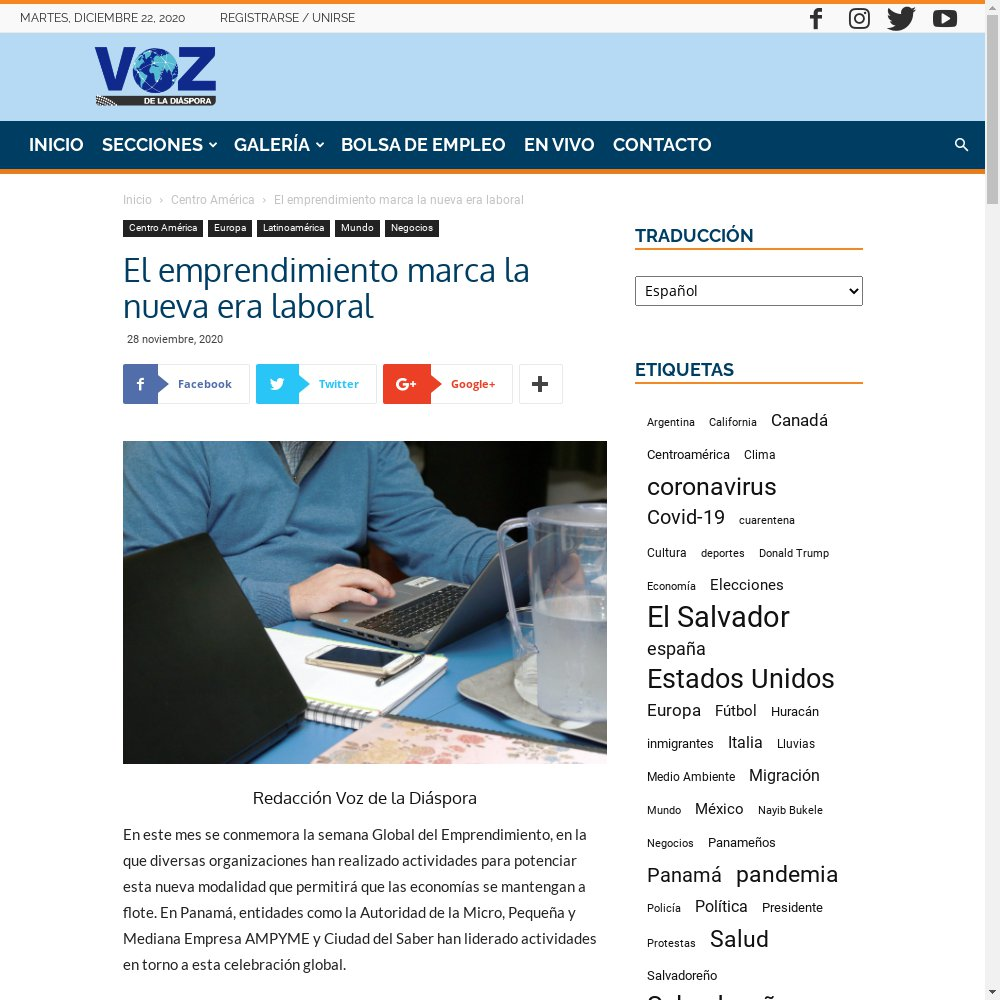 MARTES, DICIEMBRE 22, 2020 REGISTRARSE / UNIRSE
VOZ
DE LA DIÁSPORA
INICIO SECCIONES GALERÍA BOLSA DE EMPLEO EN VIVO CONTACTO
Inicio › Centro América › El emprendimiento marca la nueva era laboral
Centro América Europa Latinoamérica Mundo Negocios
El emprendimiento marca la
nueva era laboral
28 noviembre, 2020
Facebook Twitter Google+
Redacción Voz de la Diáspora
En este mes se conmemora la semana Global del Emprendimiento, en la
que diversas organizaciones han realizado actividades para potenciar
esta nueva modalidad que permitirá que las economías se mantengan a
flote. En Panamá, entidades como la Autoridad de la Micro, Pequeña y
Mediana Empresa AMPYME y Ciudad del Saber han liderado actividades
en torno a esta celebración global.
TRADUCCIÓN
Español
ETIQUETAS
Argentina California Canadá
Centroamérica Clima
coronavirus
Covid-19 cuarentena
Cultura deportes Donald Trump
Economía Elecciones
El Salvador
españa
Estados Unidos
Europa Fútbol Huracán
inmigrantes Italia Lluvias
Medio Ambiente Migración
Mundo México Nayib Bukele
Negocios Panameños
Panamá pandemia
Policía Política Presidente
Protestas Salud
Salvadoreño